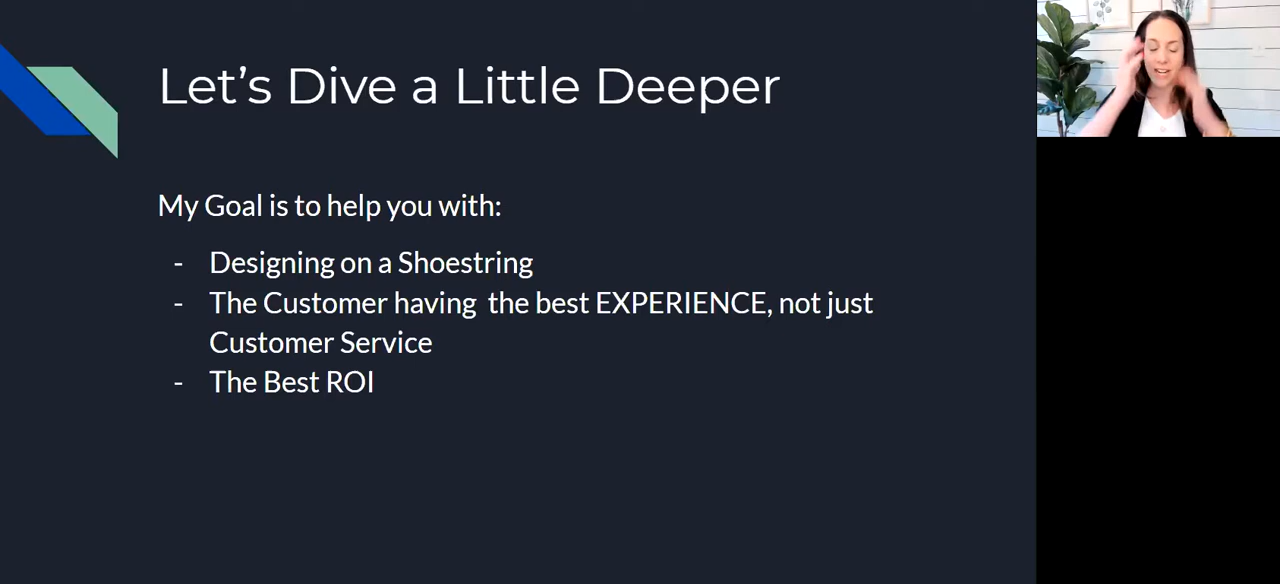 Let's Dive a Little Deeper
My Goal is to help you with:
- Designing on a Shoestring
- The Customer having  the best EXPERIENCE, not just
Customer Service
- The Best ROI